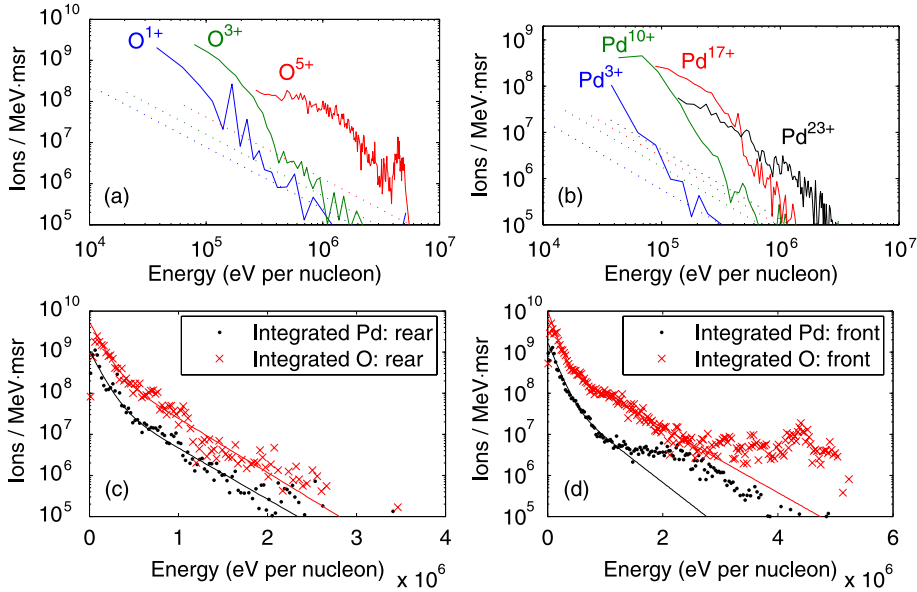 Ions / MeV·msr
10^10
10^9
10^8
10^7
10^6
10^5
O^1+
O^3+
O^5+
(a)
10^4 10^5 10^6 10^7
Energy (eV per nucleon)
Ions / MeV·msr
10^9
10^8
10^7
10^6
10^5
Pd^3+
Pd^10+
Pd^17+
Pd^23+
(b)
10^4 10^5 10^6 10^7
Energy (eV per nucleon)
Ions / MeV·msr
10^10
10^9
10^8
10^7
10^6
10^5
Integrated Pd: rear
Integrated O: rear
(c)
0 1 2 3 4
Energy (eV per nucleon)
x 10^6
Ions / MeV·msr
10^10
10^9
10^8
10^7
10^6
10^5
Integrated Pd: front
Integrated O: front
(d)
0 2 4 6
Energy (eV per nucleon)
x 10^6